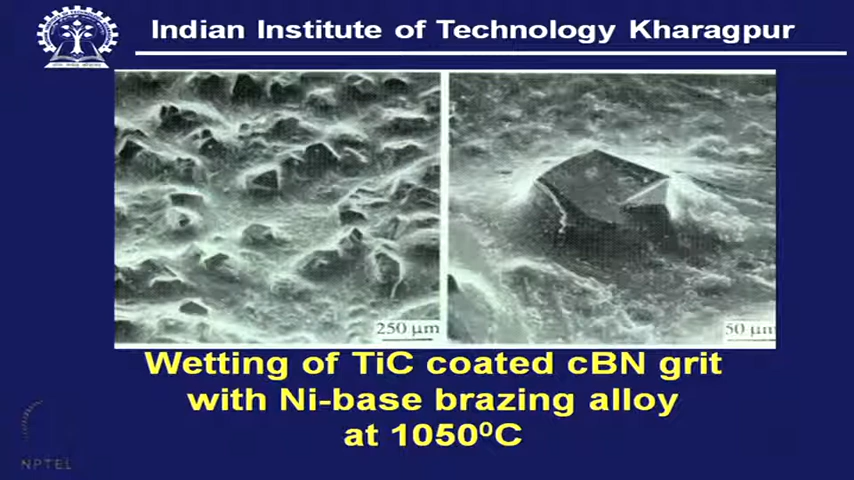 Indian Institute of Technology Kharagpur
250 µm
50 µm
Wetting of TiC coated cBN grit
with Ni-base brazing alloy
at 1050⁰C
NPTEL